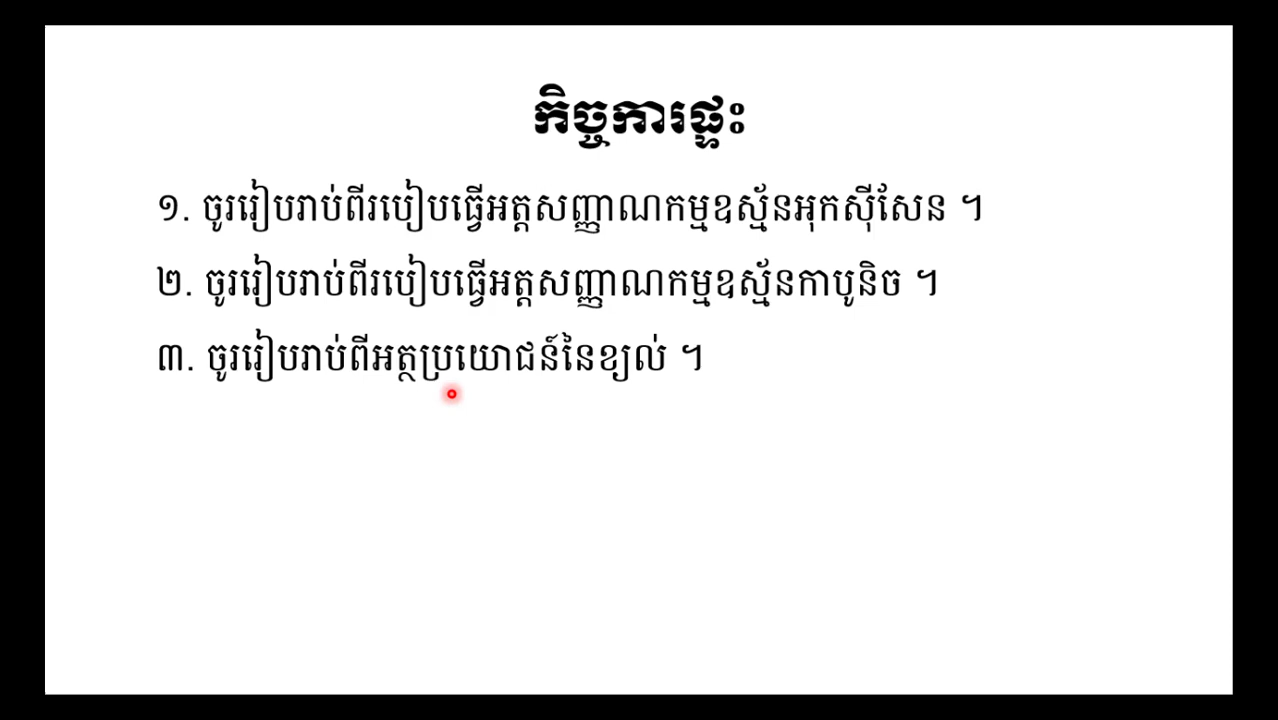 កិច្ចការផ្ទះ
១. ចូររៀបរាប់ពីរបៀបធ្វើអត្តសញ្ញាណកម្មឧស្ម័នអុកស៊ីសែន ។
២. ចូររៀបរាប់ពីរបៀបធ្វើអត្តសញ្ញាណកម្មឧស្ម័នកាបូនិច ។
៣. ចូររៀបរាប់ពីអត្ថប្រយោជន៍នៃខ្យល់ ។